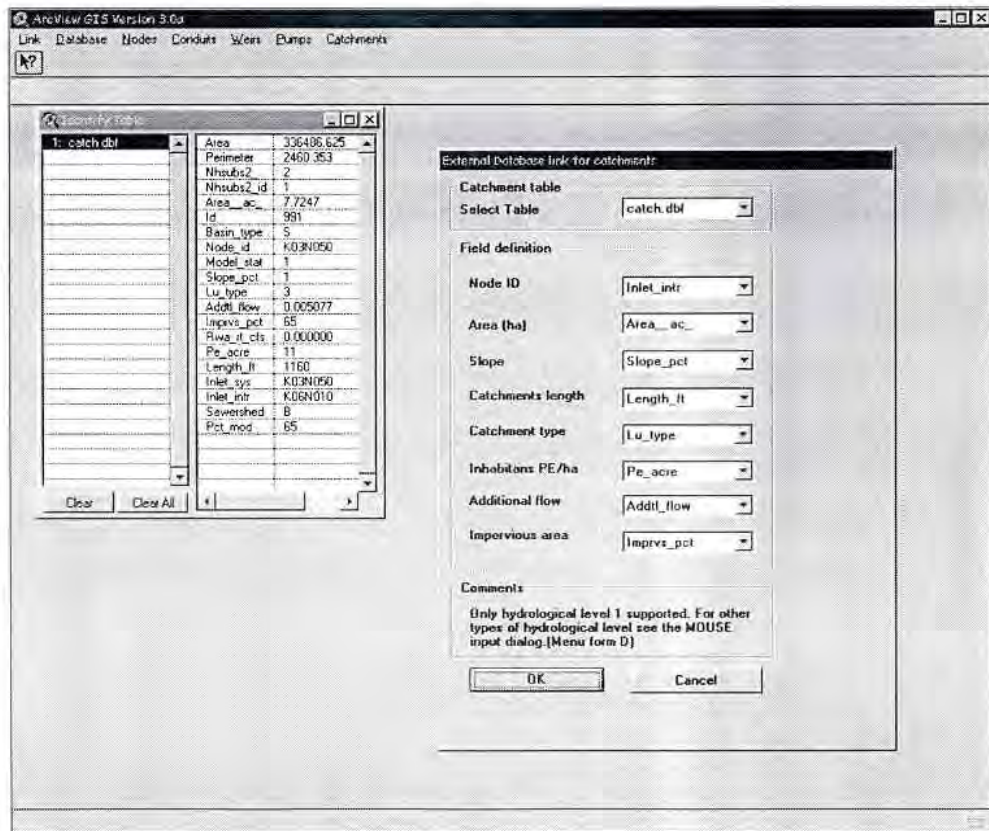 ArcView GIS Version 3.0a
Link Database Nodes Conduits Weirs Pumps Catchments
Identify Table
1: catch.dbf
Area 336486.625
Perimeter 2460.353
Nhsubs2_ 2
Nhsubs2_id 1
Area__ac_ 7.7247
Id 991
Basin_type S
Node_id K03N050
Model_stat 1
Slope_pct 1
Lu_type 3
Addtl_flow 0.005077
Imprvs_pct 65
Rwa_it_cfs 0.000000
Pe_acre 11
Length_ft 1160
Inlet_sys K03N050
Inlet_intr K06N010
Sewershed B
Pct_mod 65
Clear Clear All
External Database link for catchments
Catchment table
Select Table catch.dbf
Field definition
Node ID Inlet_intr
Area (ha) Area__ac_
Slope Slope_pct
Catchments length Length_ft
Catchment type Lu_type
Inhabitans PE/ha Pe_acre
Additional flow Addtl_flow
Impervious area Imprvs_pct
Comments
Only hydrological level 1 supported. For other
types of hydrological level see the MOUSE
input dialog.(Menu form D)
OK Cancel